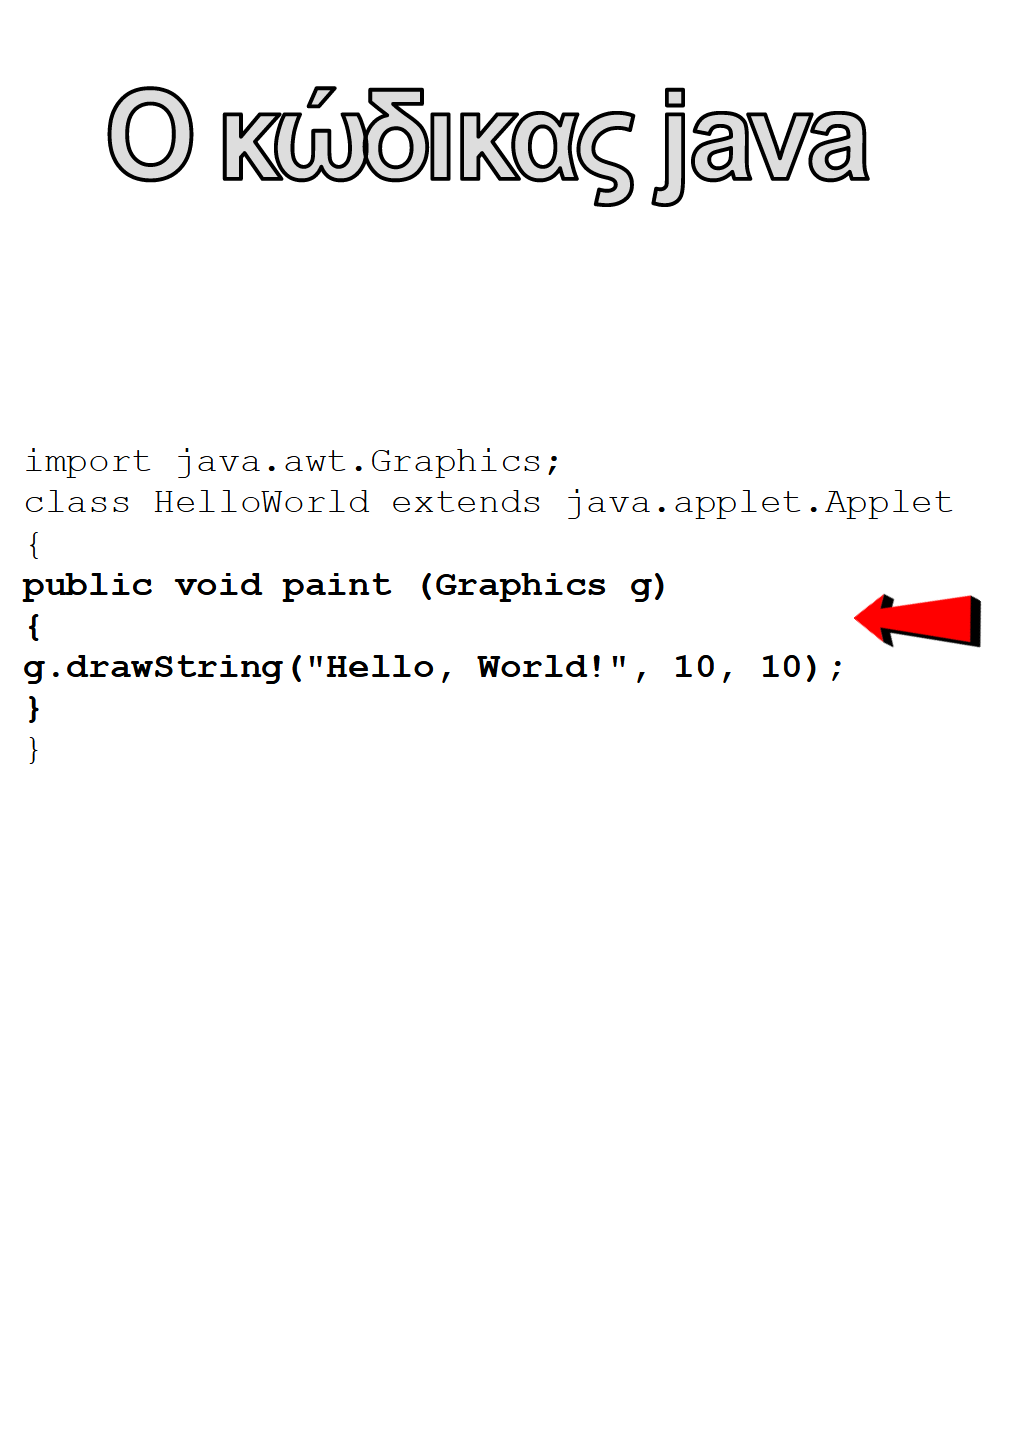 Ο κώδικας java
import java.awt.Graphics;
class HelloWorld extends java.applet.Applet
{
public void paint (Graphics g)
{
g.drawString("Hello, World!", 10, 10);
}
}